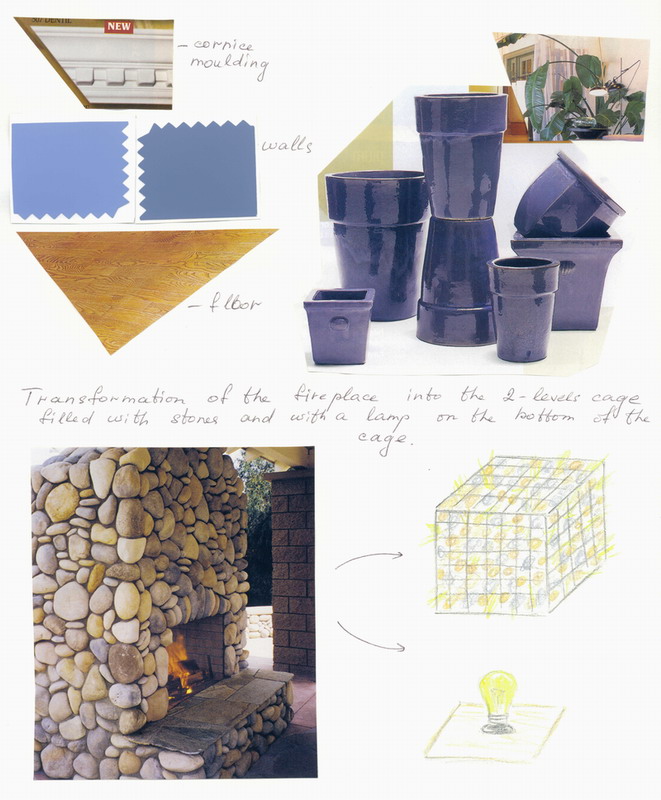 507 DENTIL
NEW
– cornice
moulding
walls
– floor
Transformation of the fireplace into the 2-levels cage
filled with stones and with a lamp on the bottom of the
cage.